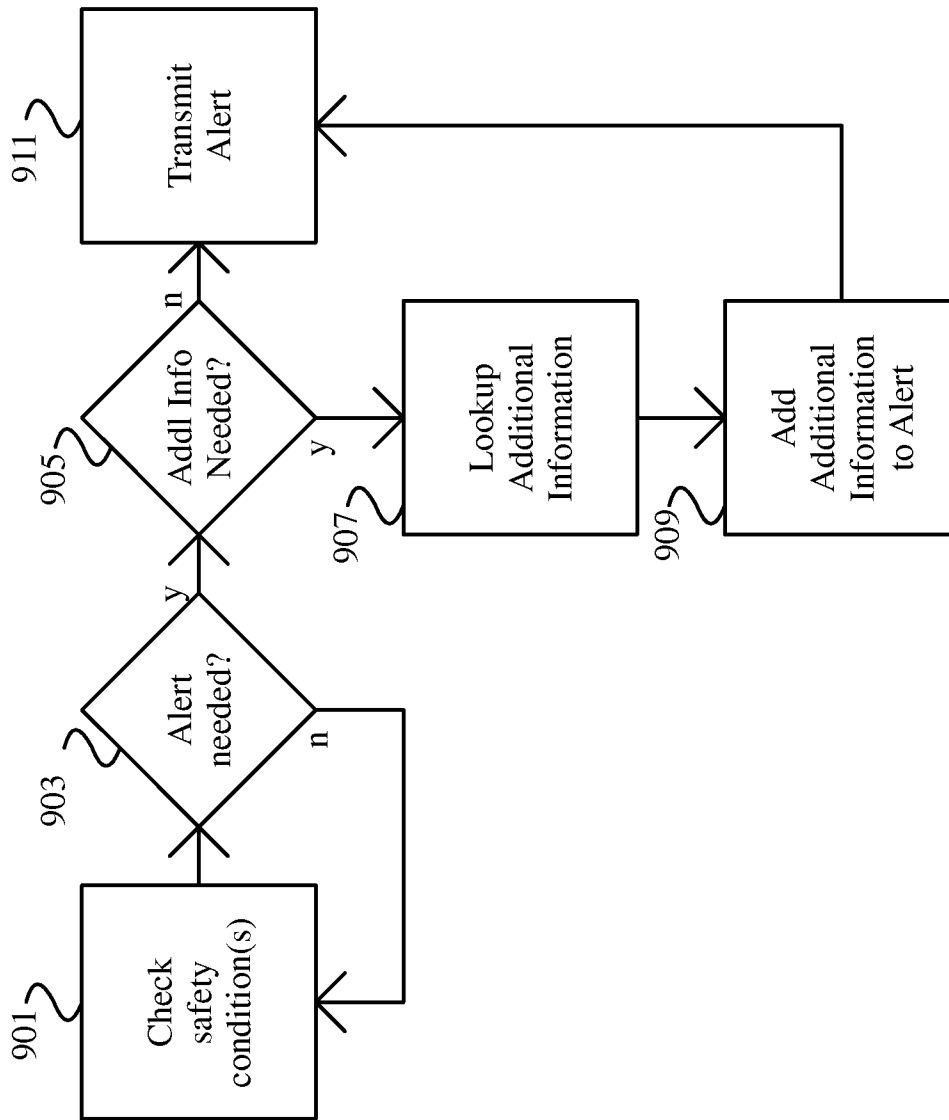 901
Check
safety
condition(s)
903
Alert
needed?
y
n
905
Addl Info
Needed?
n
y
911
Transmit
Alert
907
Lookup
Additional
Information
909
Add
Additional
Information
to Alert